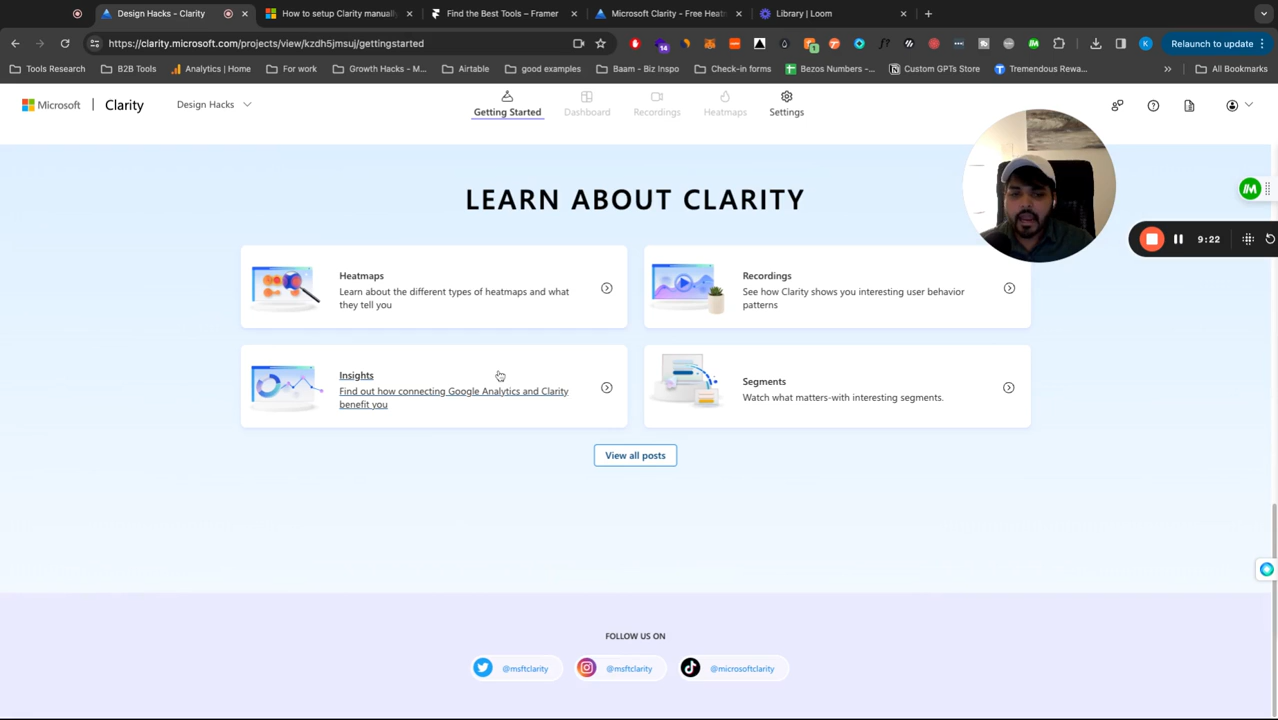 Design Hacks - Clarity
How to setup Clarity manually
Find the Best Tools – Framer
Microsoft Clarity - Free Heatm
Library | Loom
https://clarity.microsoft.com/projects/view/kzdh5jmsuj/gettingstarted
14
1
K
Relaunch to update
Tools Research
B2B Tools
Analytics | Home
For work
Growth Hacks - M...
Airtable
good examples
Baam - Biz Inspo
Check-in forms
Bezos Numbers -...
Custom GPTs Store
Tremendous Rewa...
»
All Bookmarks
Microsoft | Clarity
Design Hacks
Getting Started
Dashboard
Recordings
Heatmaps
Settings
LEARN ABOUT CLARITY
9:22
Heatmaps
Learn about the different types of heatmaps and what
they tell you
Recordings
See how Clarity shows you interesting user behavior
patterns
Insights
Find out how connecting Google Analytics and Clarity
benefit you
Segments
Watch what matters-with interesting segments.
View all posts
FOLLOW US ON
@msftclarity
@msftclarity
@microsoftclarity